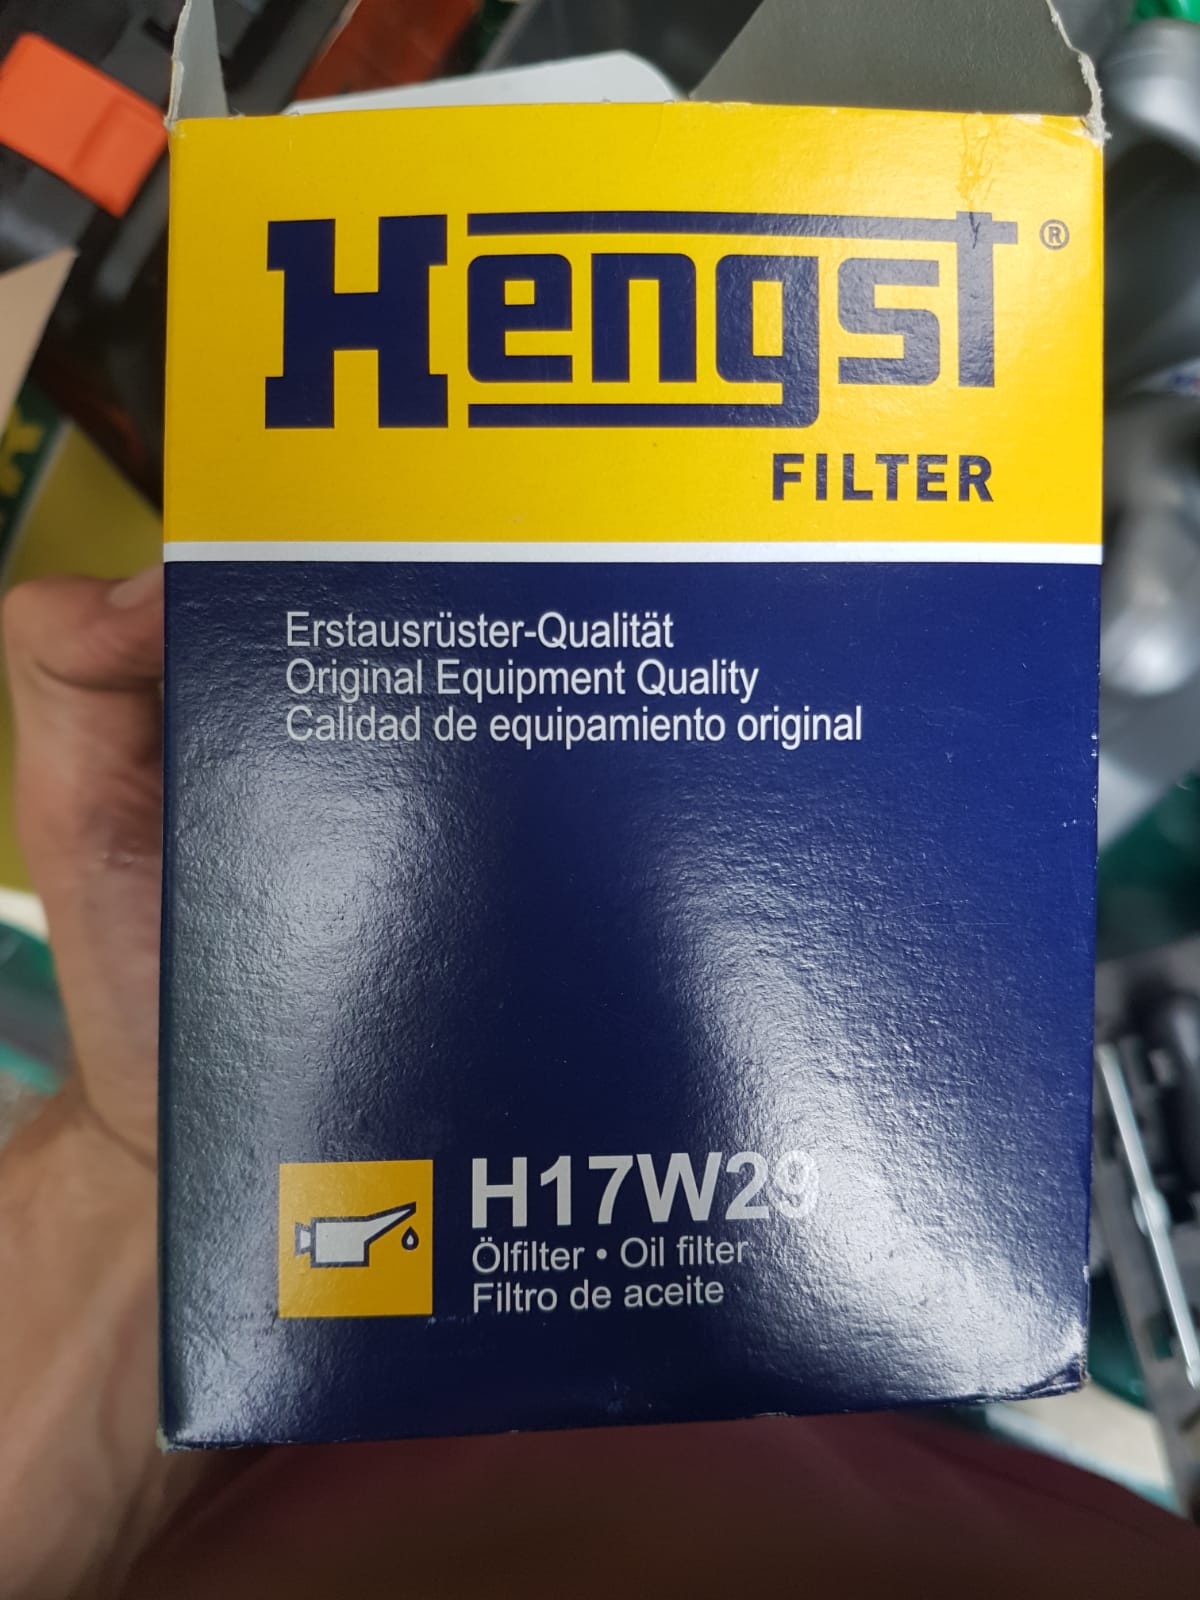 Hengst ®
FILTER
Erstausrüster-Qualität
Original Equipment Quality
Calidad de equipamiento original
H17W29
Ölfilter • Oil filter
Filtro de aceite